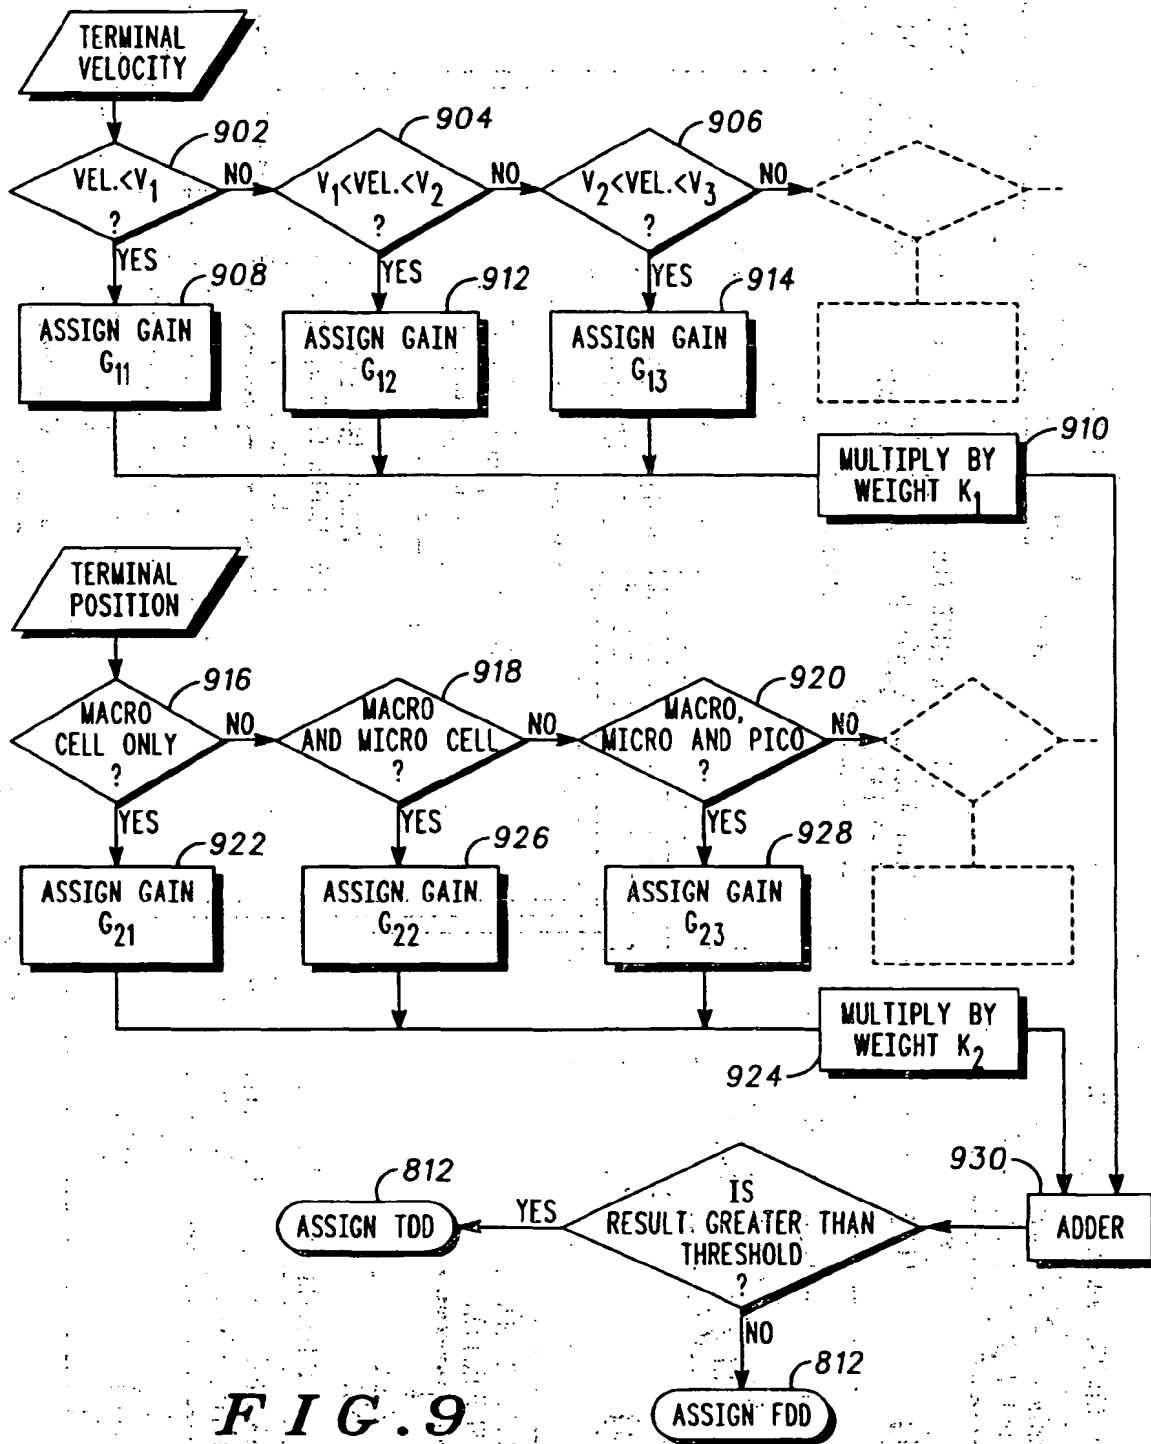 TERMINAL
VELOCITY
902
904
906
VEL.<V1
?
NO
V1<VEL.<V2
?
NO
V2<VEL.<V3
?
NO
YES
YES
YES
908
912
914
ASSIGN GAIN
G11
ASSIGN GAIN
G12
ASSIGN GAIN
G13
910
MULTIPLY BY
WEIGHT K1
TERMINAL
POSITION
916
918
920
MACRO
CELL ONLY
?
NO
MACRO
AND MICRO CELL
?
NO
MACRO,
MICRO AND PICO
?
NO
YES
YES
YES
922
926
928
ASSIGN GAIN
G21
ASSIGN GAIN
G22
ASSIGN GAIN
G23
MULTIPLY BY
WEIGHT K2
924
930
ADDER
IS
RESULT GREATER THAN
THRESHOLD
?
YES
812
ASSIGN TDD
NO
812
ASSIGN FDD
FIG.9